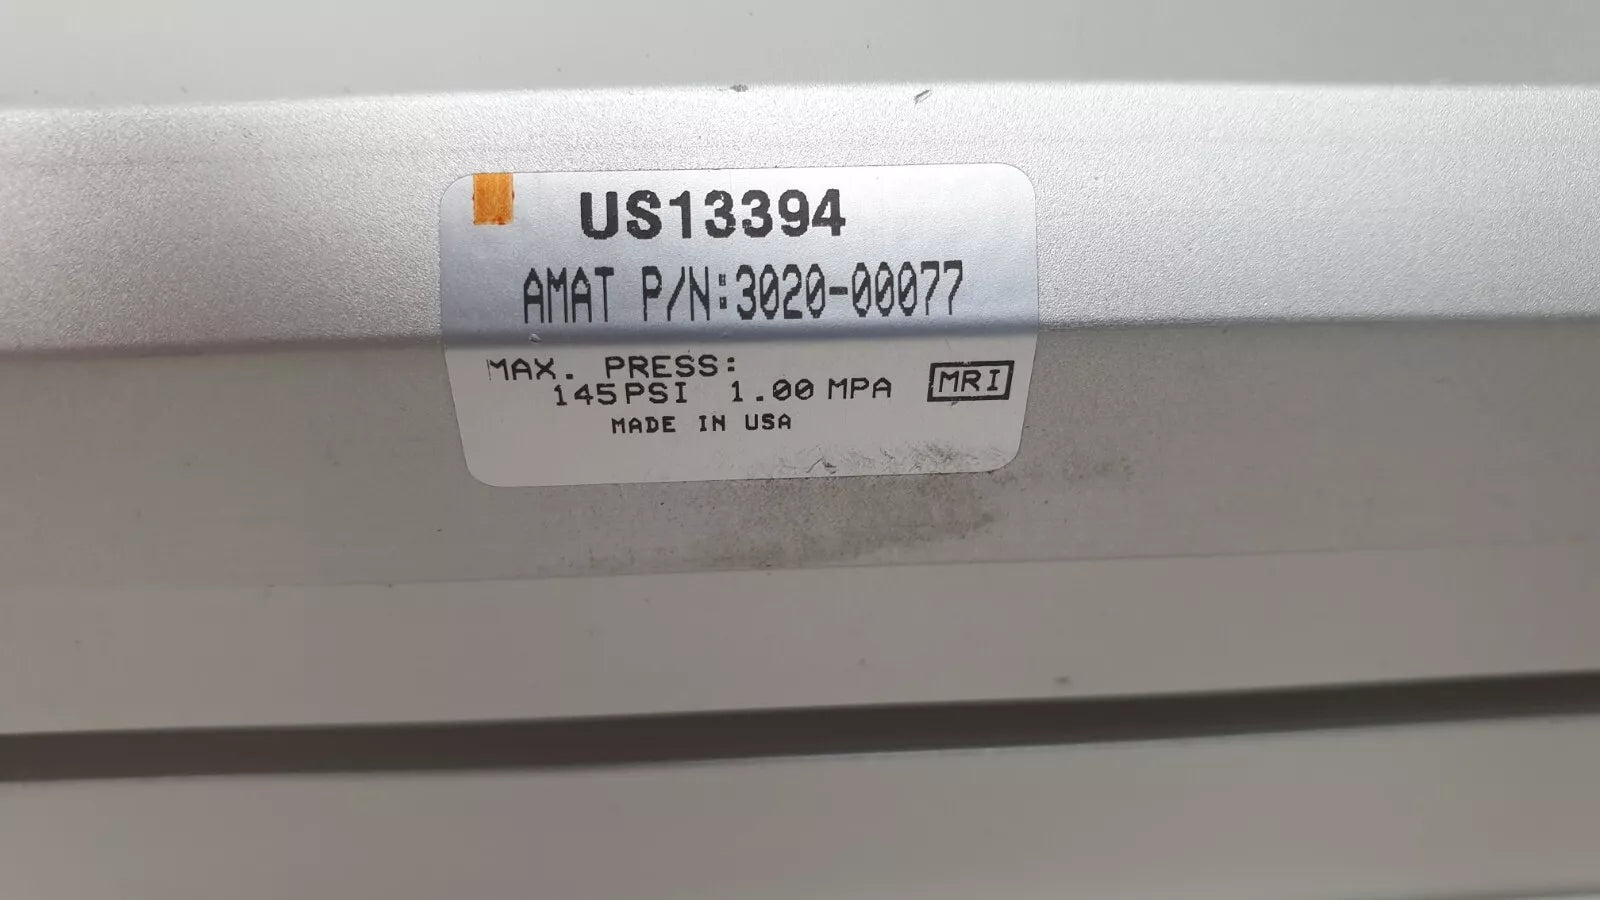 US13394
AMAT P/N:3020-00077
MAX. PRESS:
145PSI 1.00 MPA
MRI
MADE IN USA